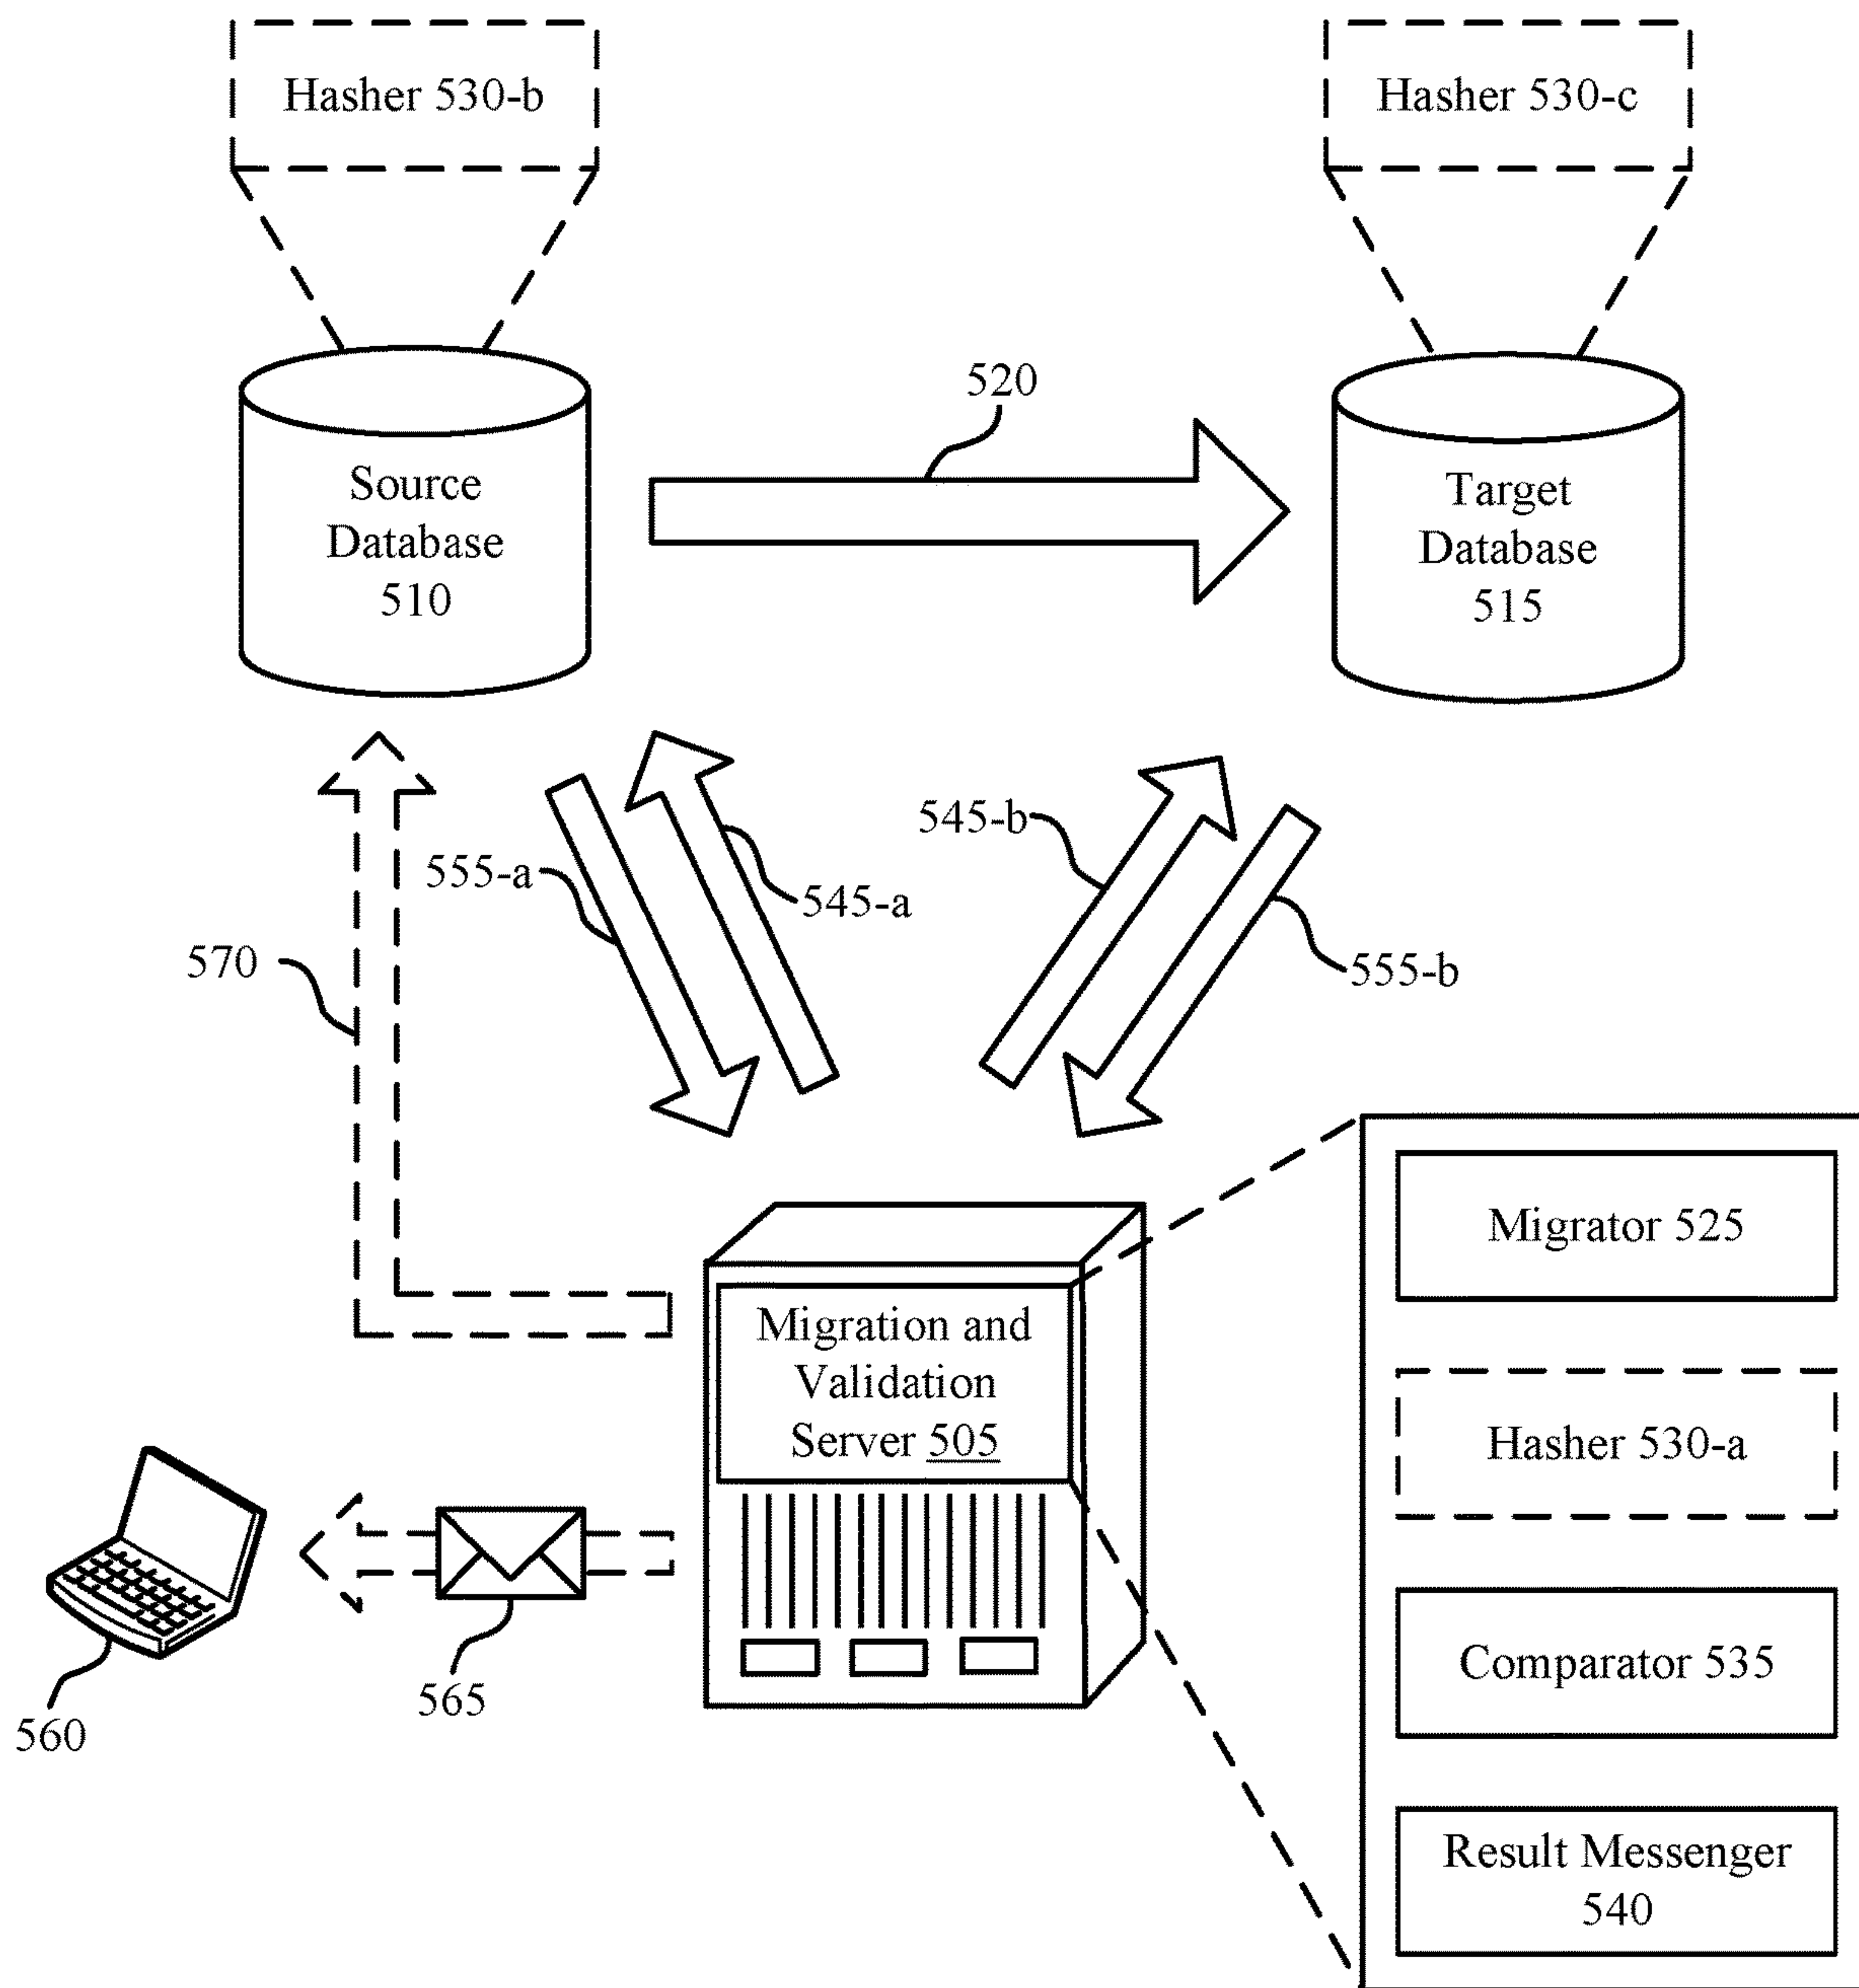 Hasher 530-b
Hasher 530-c
520
Source
Database
510
Target
Database
515
545-b
555-a
545-a
570
555-b
Migrator 525
Migration and
Validation
Server 505
Hasher 530-a
Comparator 535
565
560
Result Messenger
540